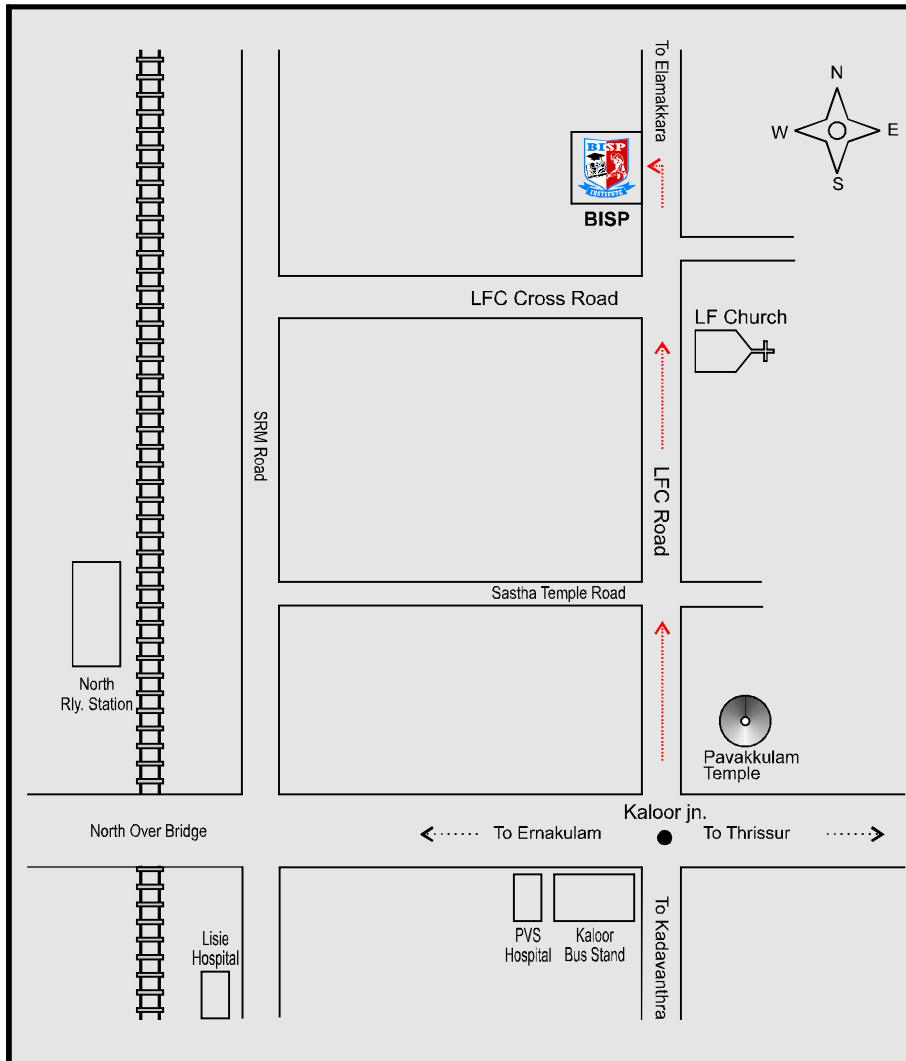 To Elamakkara
N
W
E
S
BISP
INSTITUTE
BISP
LFC Cross Road
LF Church
SRM Road
LFC Road
Sastha Temple Road
North
Rly. Station
Pavakkulam
Temple
Kaloor jn.
North Over Bridge
To Ernakulam
To Thrissur
Lisie
Hospital
PVS
Hospital
Kaloor
Bus Stand
To Kadavanthra